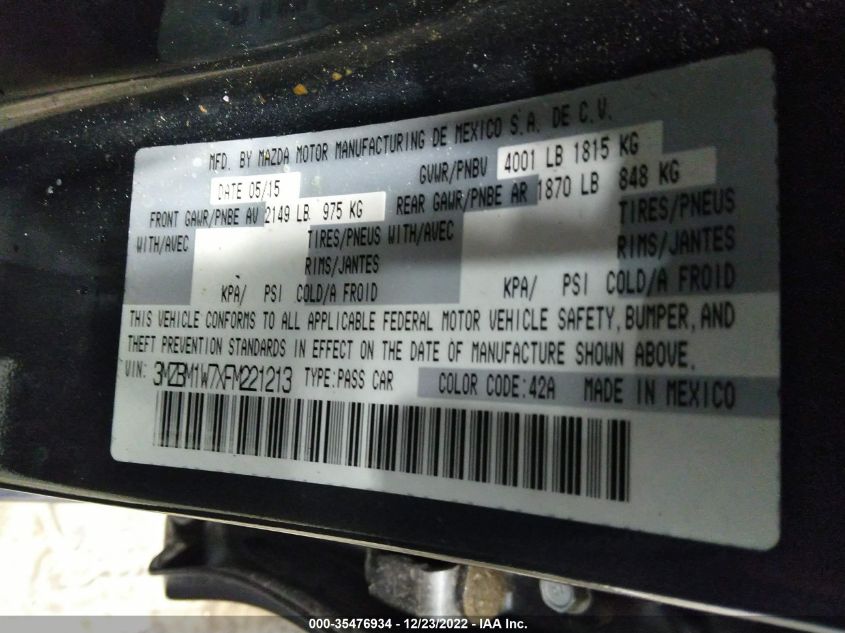 MFD. BY MAZDA MOTOR MANUFACTURING DE MEXICO S.A. DE C.V.
DATE 05/15 GVWR/PNBV 4001 LB 1815 KG
FRONT GAWR/PNBE AV 2149 LB 975 KG REAR GAWR/PNBE AR 1870 LB 848 KG
WITH/AVEC TIRES/PNEUS WITH/AVEC TIRES/PNEUS
RIMS/JANTES RIMS/JANTES
KPA/ PSI COLD/A FROID KPA/ PSI COLD/A FROID
THIS VEHICLE CONFORMS TO ALL APPLICABLE FEDERAL MOTOR VEHICLE SAFETY, BUMPER, AND
THEFT PREVENTION STANDARDS IN EFFECT ON THE DATE OF MANUFACTURE SHOWN ABOVE.
VIN: 3MZBM1W7XFM221213 TYPE:PASS CAR COLOR CODE:42A MADE IN MEXICO
000-35476934 - 12/23/2022 - IAA Inc.